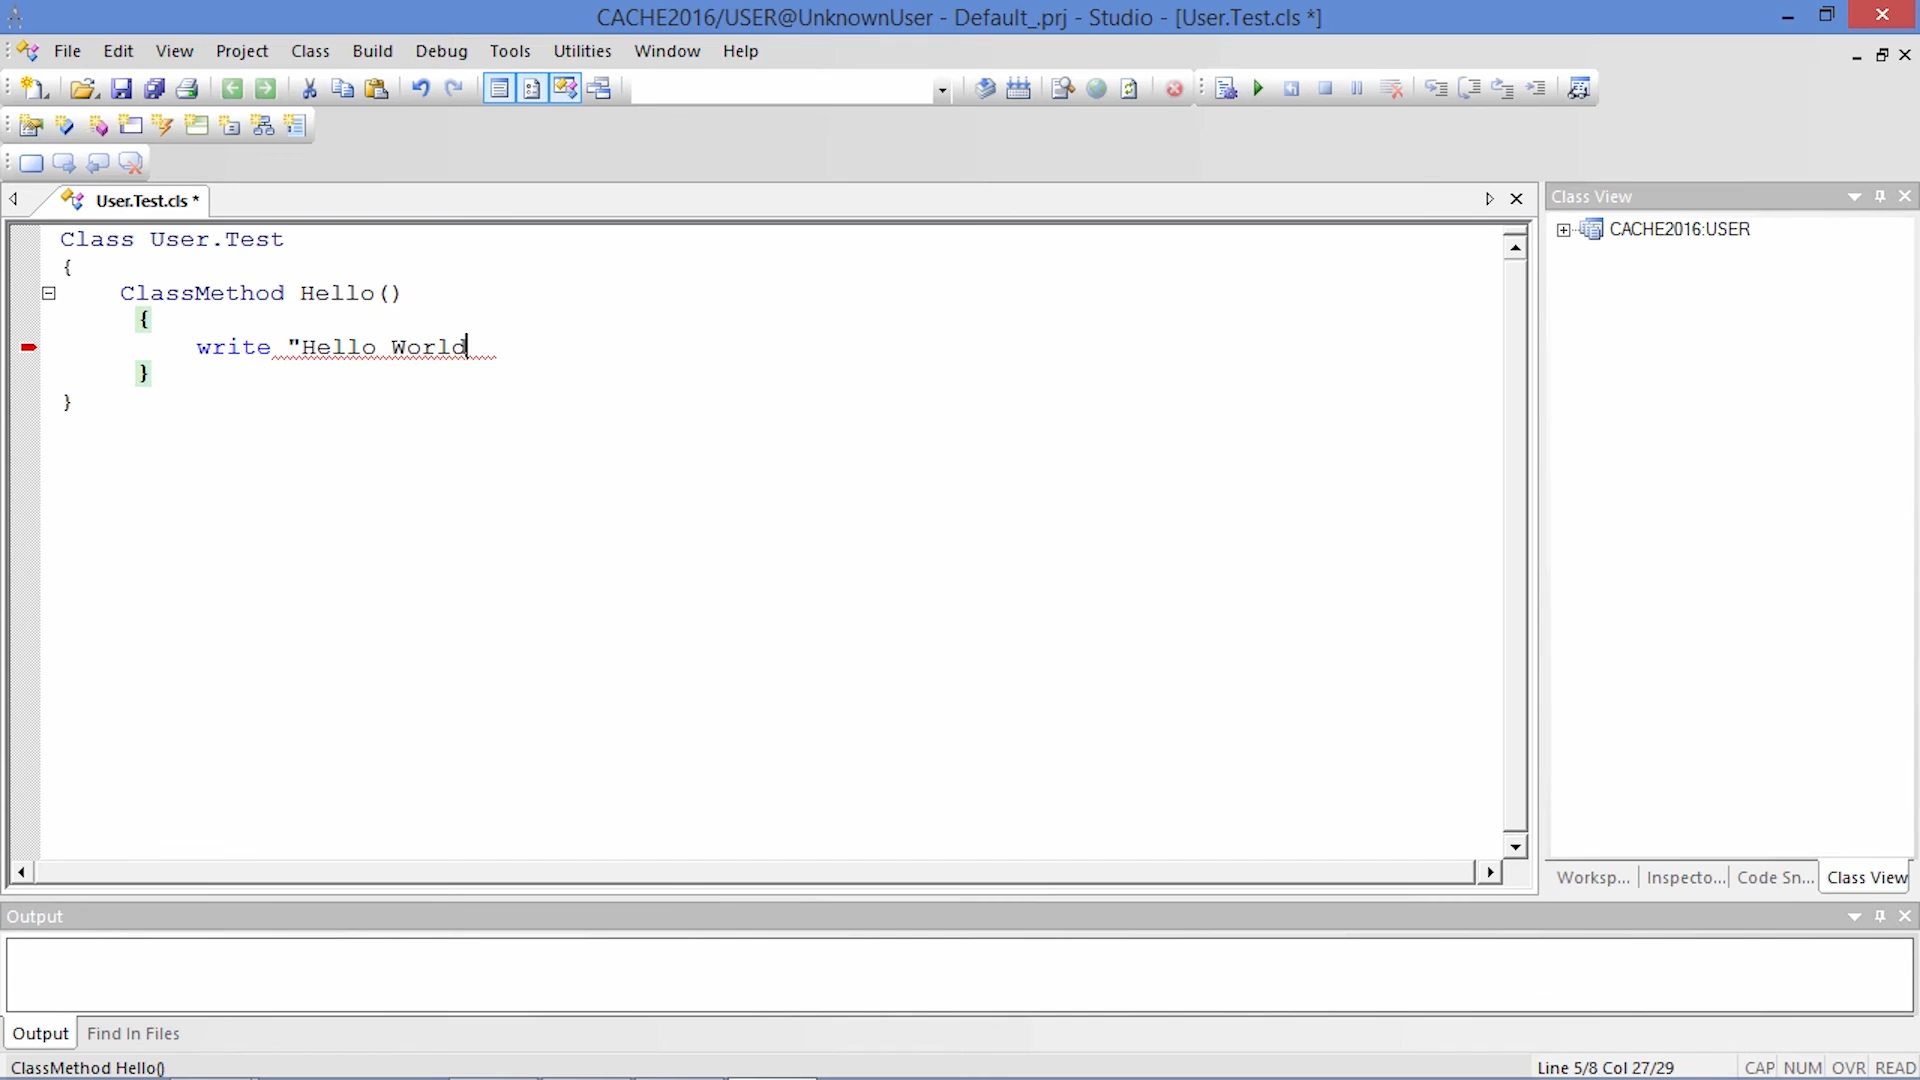 CACHE2016/USER@UnknownUser - Default_.prj - Studio - [User.Test.cls *]
File Edit View Project Class Build Debug Tools Utilities Window Help
User.Test.cls *
Class View
CACHE2016:USER
Class User.Test
{
ClassMethod Hello()
{
write "Hello World
}
}
Worksp... Inspecto... Code Sn... Class View
Output
Output Find In Files
ClassMethod Hello() Line 5/8 Col 27/29 CAP NUM OVR READ